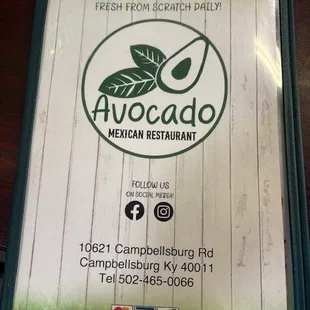 FRESH FROM SCRATCH DAILY!
Avocado
MEXICAN RESTAURANT
FOLLOW US
ON SOCIAL MEDIA!
10621 Campbellsburg Rd
Campbellsburg Ky 40011
Tel 502-465-0066